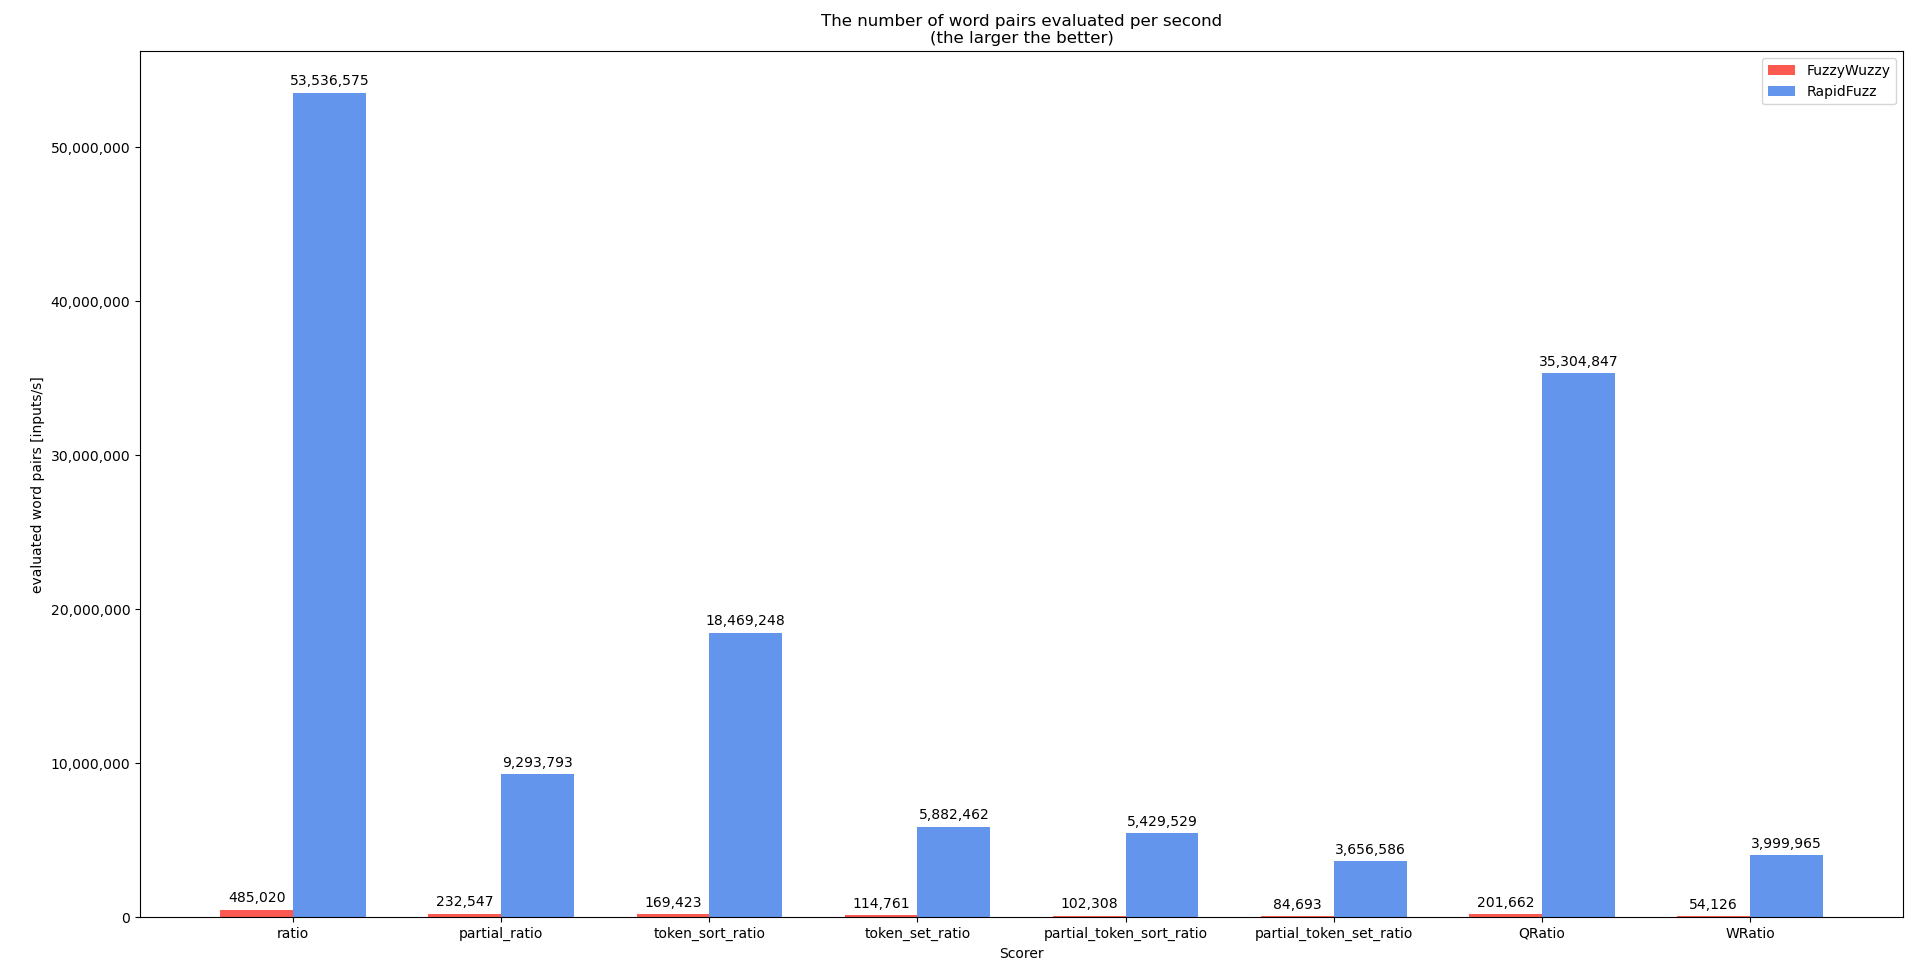 The number of word pairs evaluated per second
(the larger the better)
FuzzyWuzzy
RapidFuzz
evaluated word pairs [inputs/s]
50,000,000
40,000,000
30,000,000
20,000,000
10,000,000
0
485,020
53,536,575
232,547
9,293,793
169,423
18,469,248
114,761
5,882,462
102,308
5,429,529
84,693
3,656,586
201,662
35,304,847
54,126
3,999,965
ratio
partial_ratio
token_sort_ratio
token_set_ratio
partial_token_sort_ratio
partial_token_set_ratio
QRatio
WRatio
Scorer